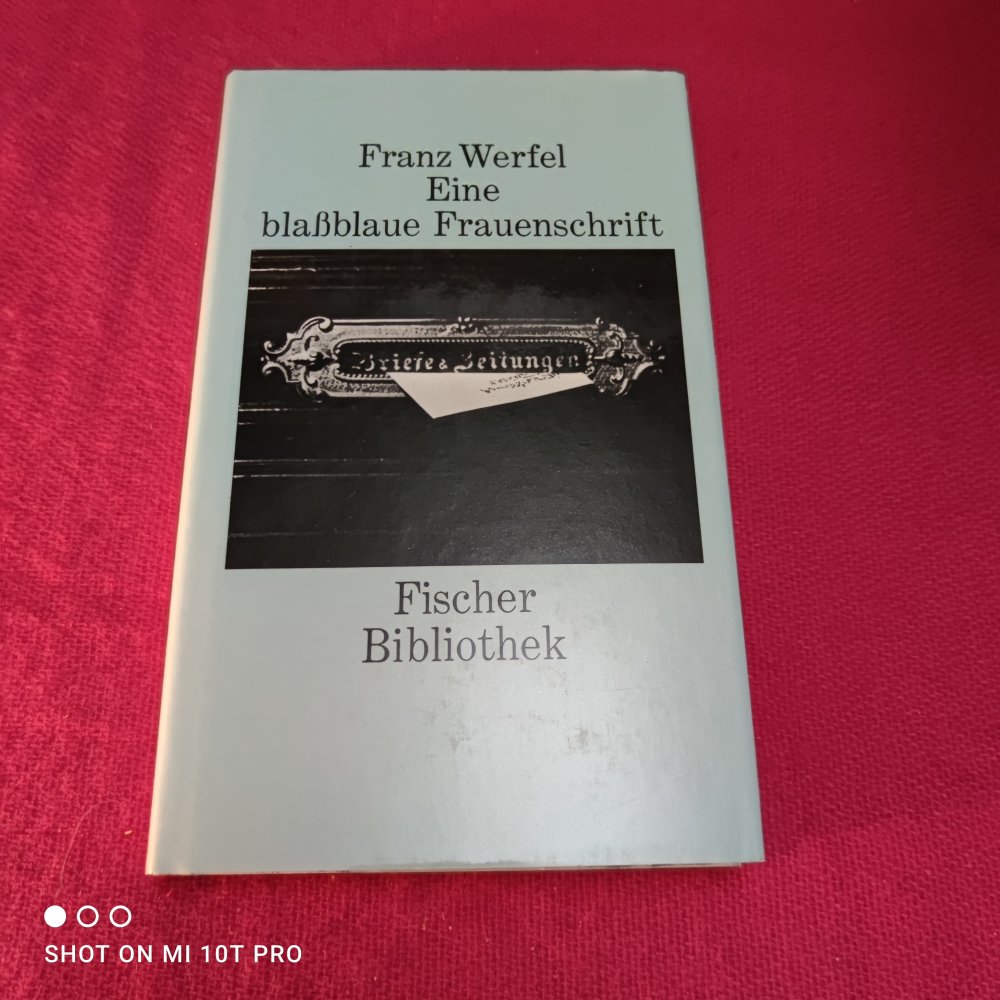 Franz Werfel
Eine
blaßblaue Frauenschrift
Briefe & Zeitungen
Fischer
Bibliothek
SHOT ON MI 10T PRO